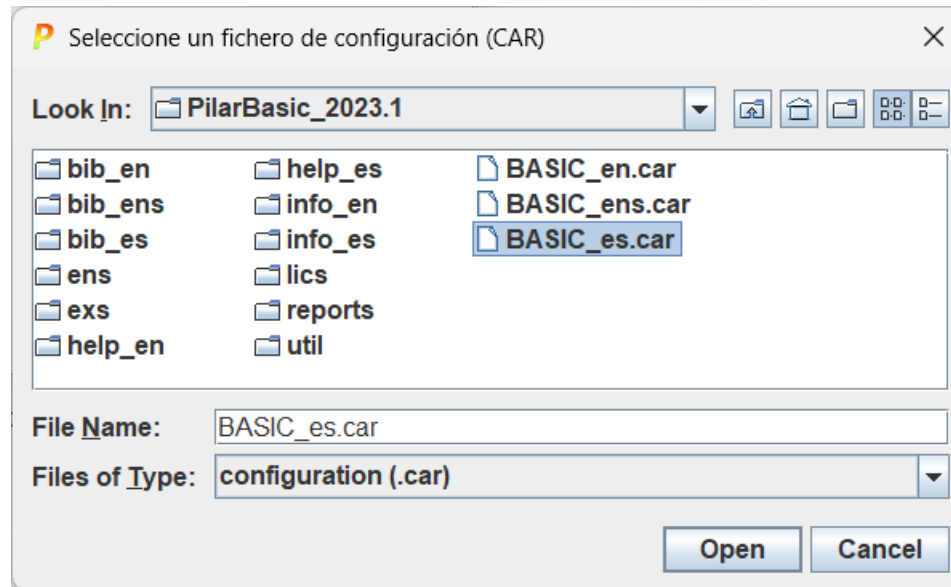 P Seleccione un fichero de configuración (CAR)
Look In: PilarBasic_2023.1
bib_en help_es BASIC_en.car
bib_ens info_en BASIC_ens.car
bib_es info_es BASIC_es.car
ens lics
exs reports
help_en util
File Name: BASIC_es.car
Files of Type: configuration (.car)
Open Cancel